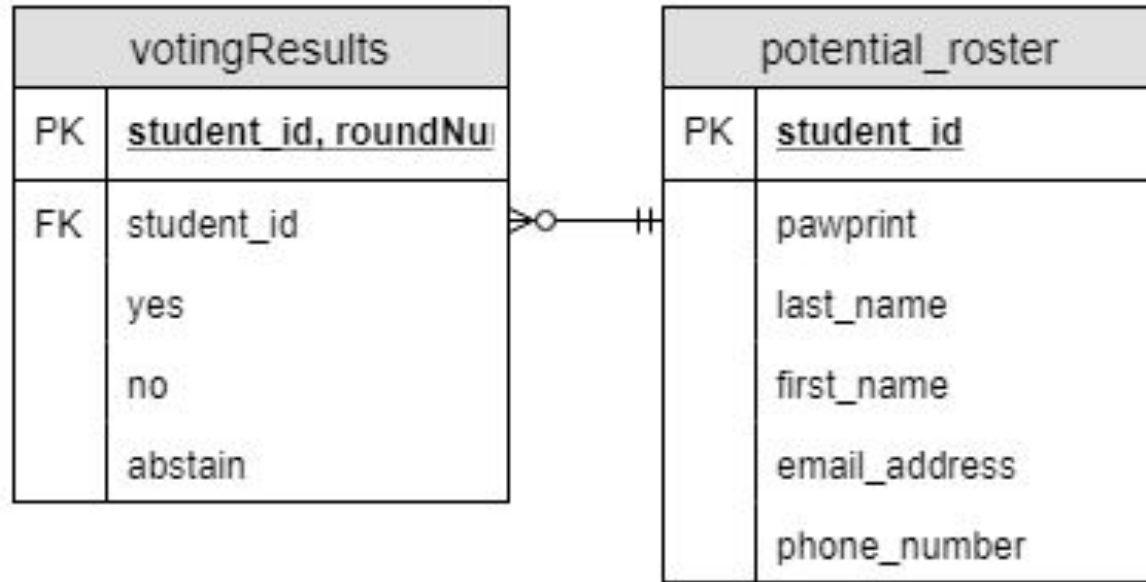 votingResults
PK student_id, roundNu
FK student_id
yes
no
abstain
potential_roster
PK student_id
pawprint
last_name
first_name
email_address
phone_number